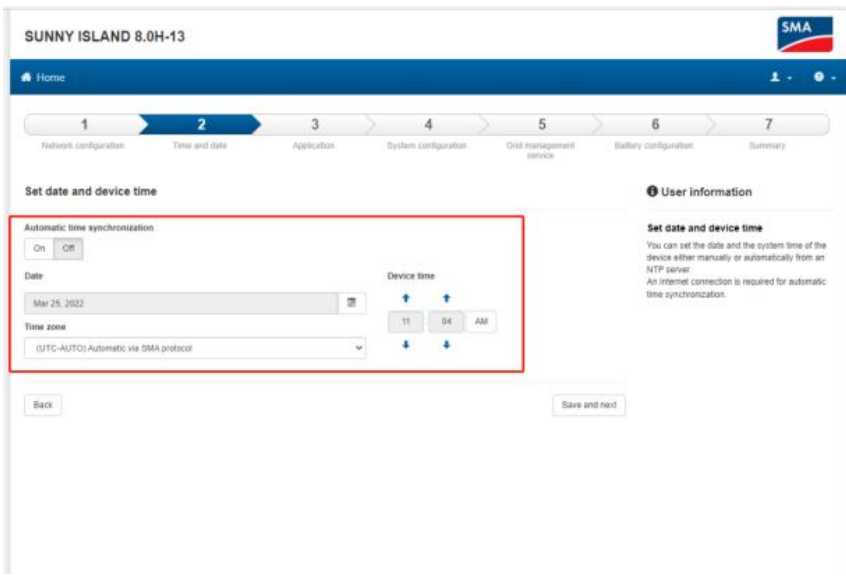 SUNNY ISLAND 8.0H-13
SMA
Home
1
2
3
4
5
6
7
Network configuration
Time and date
Application
System configuration
Grid management
service
Battery configuration
Summary
Set date and device time
User information
Automatic time synchronization
On
Off
Date
Device time
Mar 25, 2022
11
04
AM
Time zone
(UTC-AUTO) Automatic via SMA protocol
Set date and device time
You can set the date and the system time of the
device either manually or automatically from an
NTP server.
An internet connection is required for automatic
time synchronization.
Back
Save and next